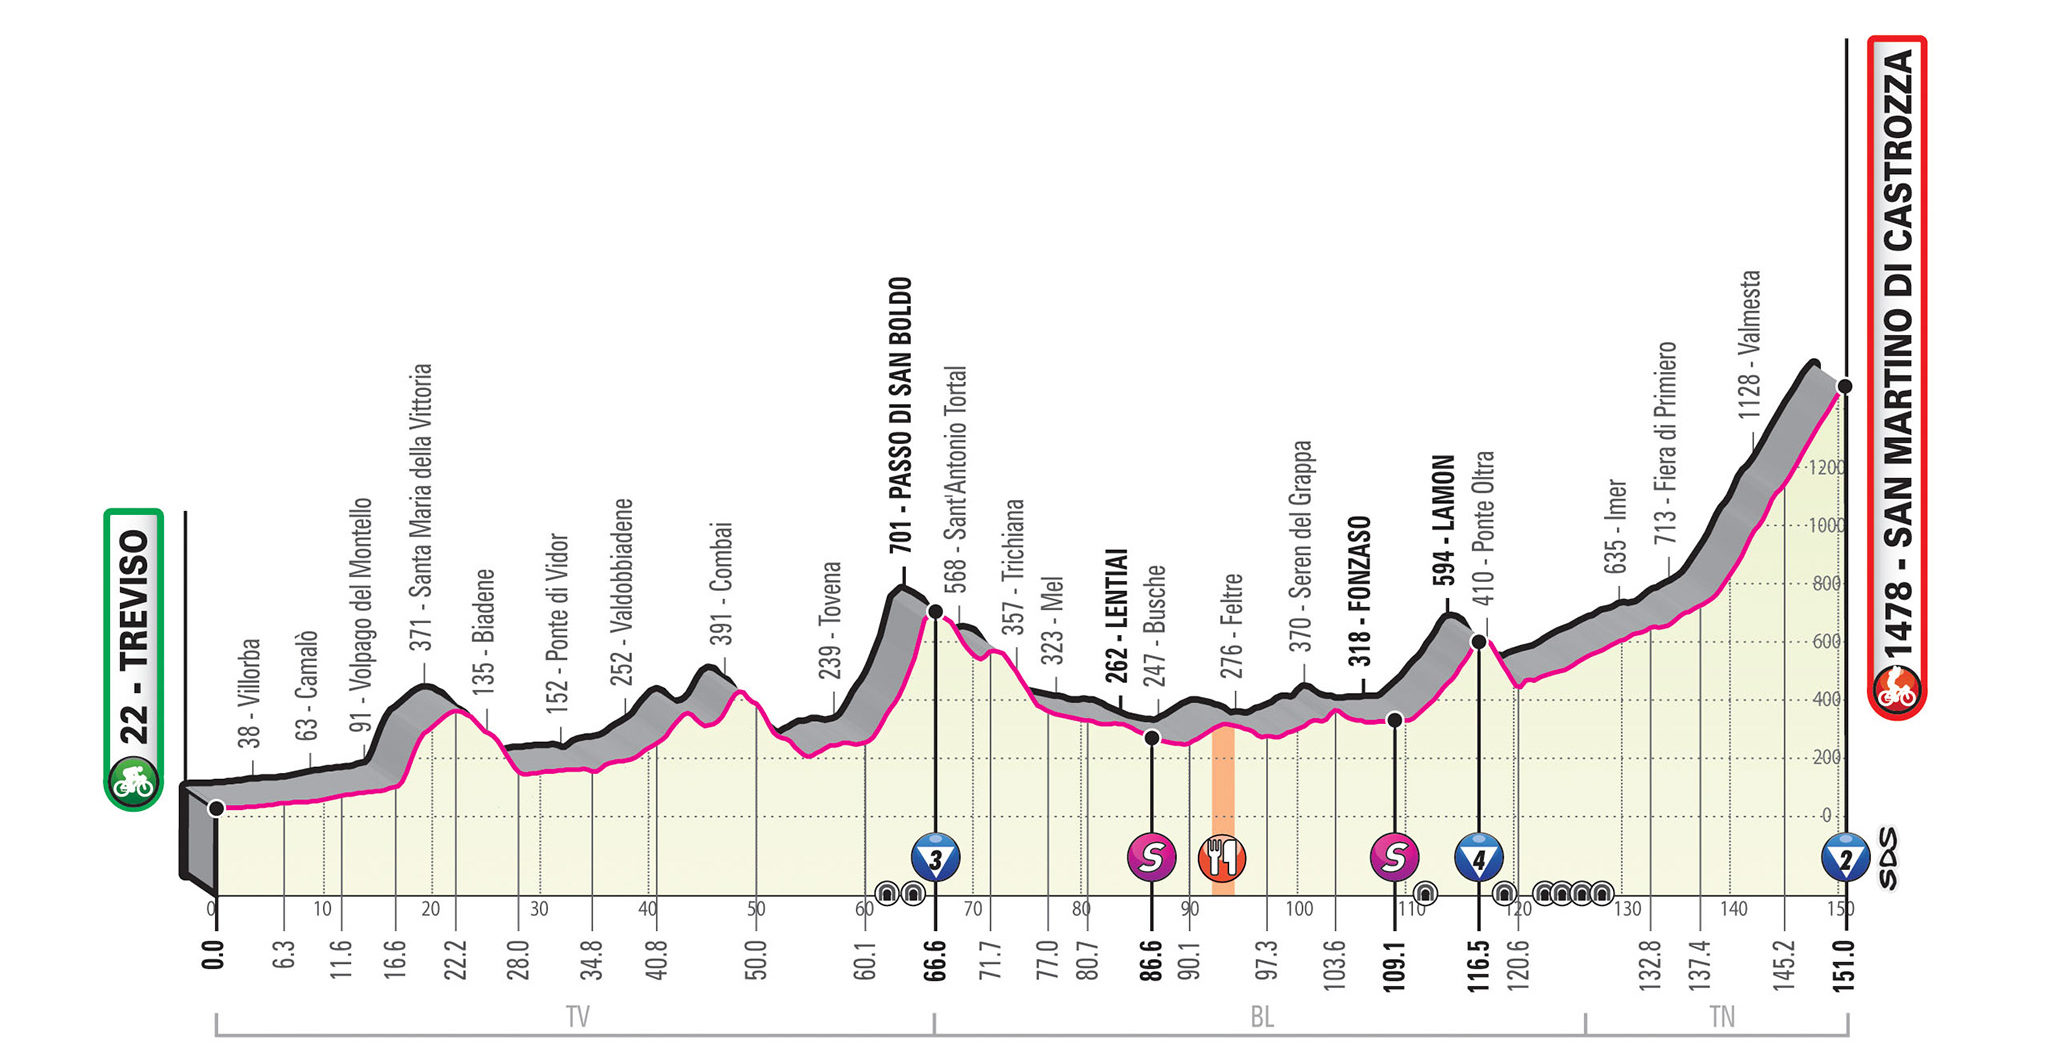 22 - TREVISO
38 - Villorba
63 - Camalò
91 - Volpago del Montello
371 - Santa Maria della Vittoria
135 - Biadene
152 - Ponte di Vidor
252 - Valdobbiadene
391 - Combai
239 - Tovena
701 - PASSO DI SAN BOLDO
568 - Sant'Antonio Tortal
357 - Trichiana
323 - Mel
262 - LENTIAI
247 - Busche
276 - Feltre
370 - Seren del Grappa
318 - FONZASO
594 - LAMON
410 - Ponte Oltra
635 - Imer
713 - Fiera di Primiero
1128 - Valmesta
1478 - SAN MARTINO DI CASTROZZA
1200
1000
800
600
400
200
0
3
S
S
4
2
SDS
0 10 20 30 40 50 60 70 80 90 100 110 120 130 140 150
0.0 6.3 11.6 16.6 22.2 28.0 34.8 40.8 50.0 60.1 66.6 71.7 77.0 80.7 86.6 90.1 97.3 103.6 109.1 116.5 120.6 132.8 137.4 145.2 151.0
TV BL TN